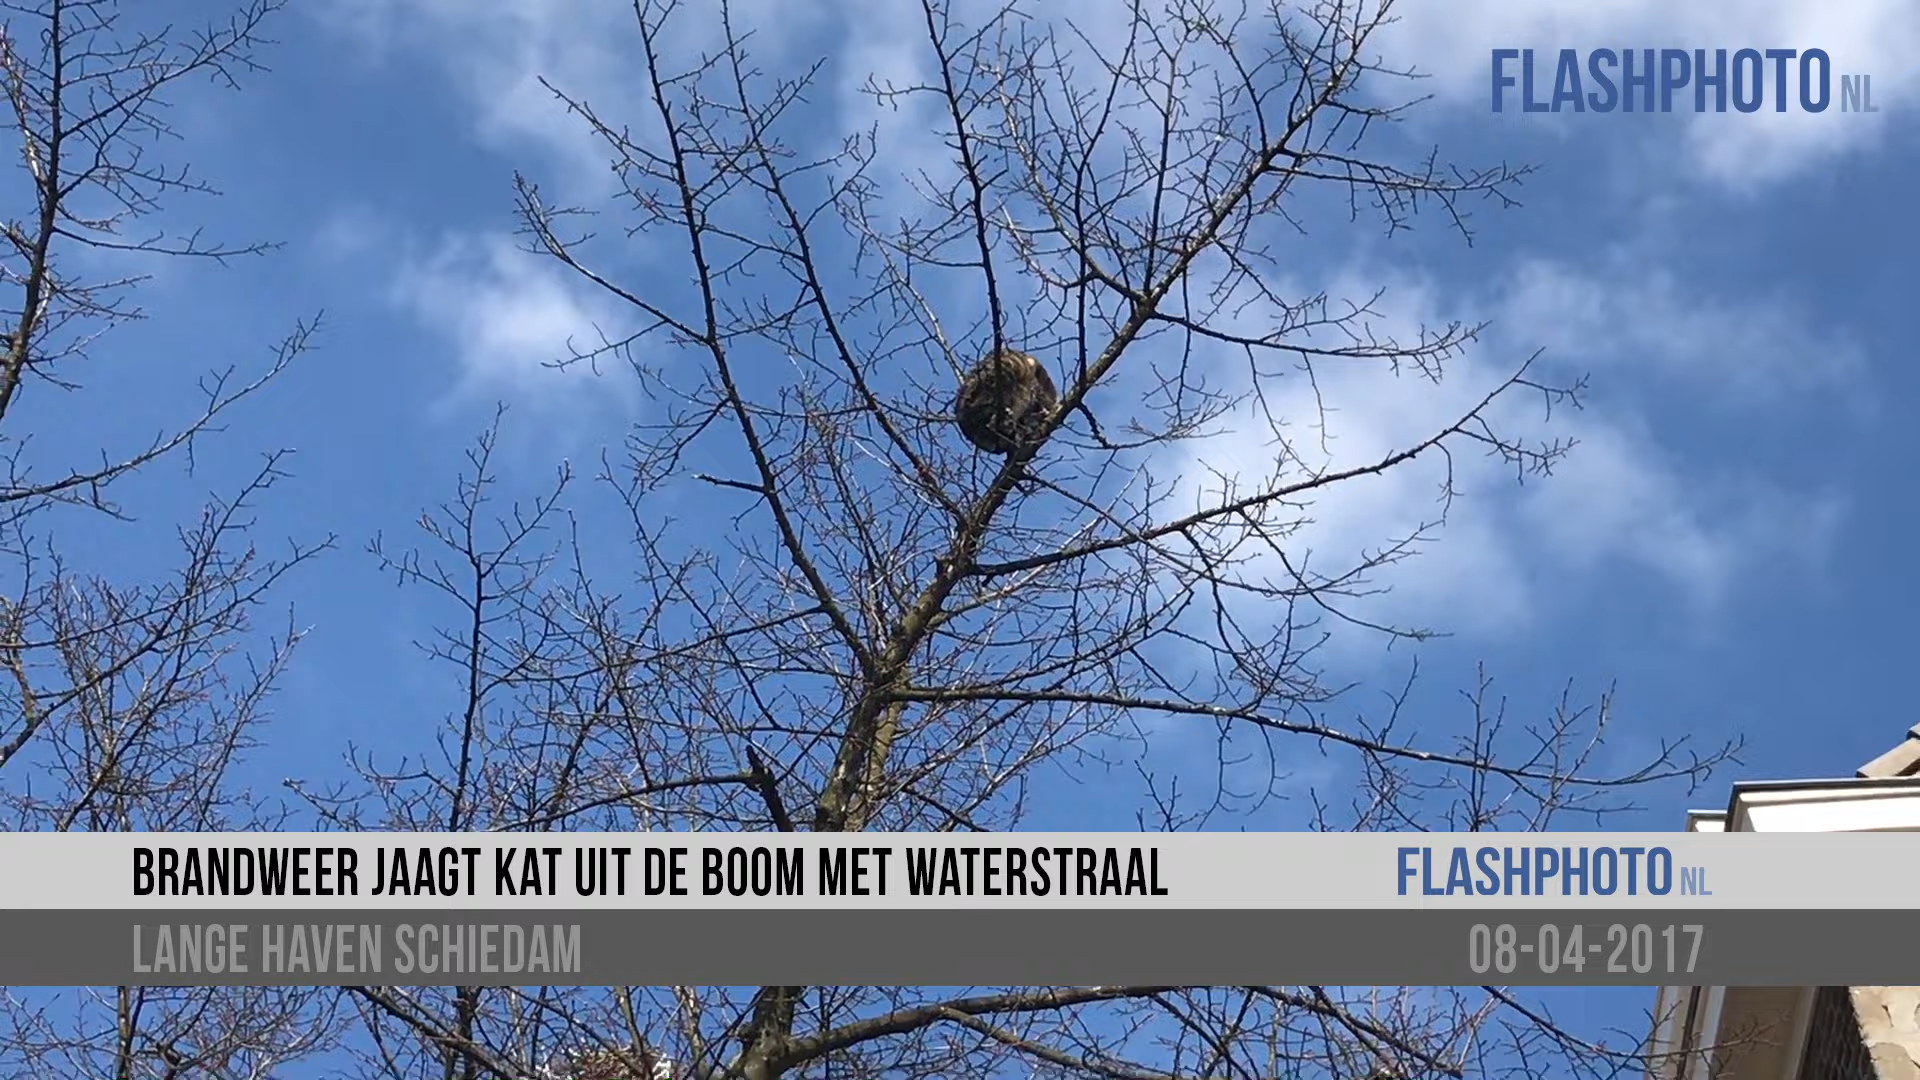 FLASHPHOTO NL
BRANDWEER JAAGT KAT UIT DE BOOM MET WATERSTRAAL
FLASHPHOTO NL
LANGE HAVEN SCHIEDAM
08-04-2017